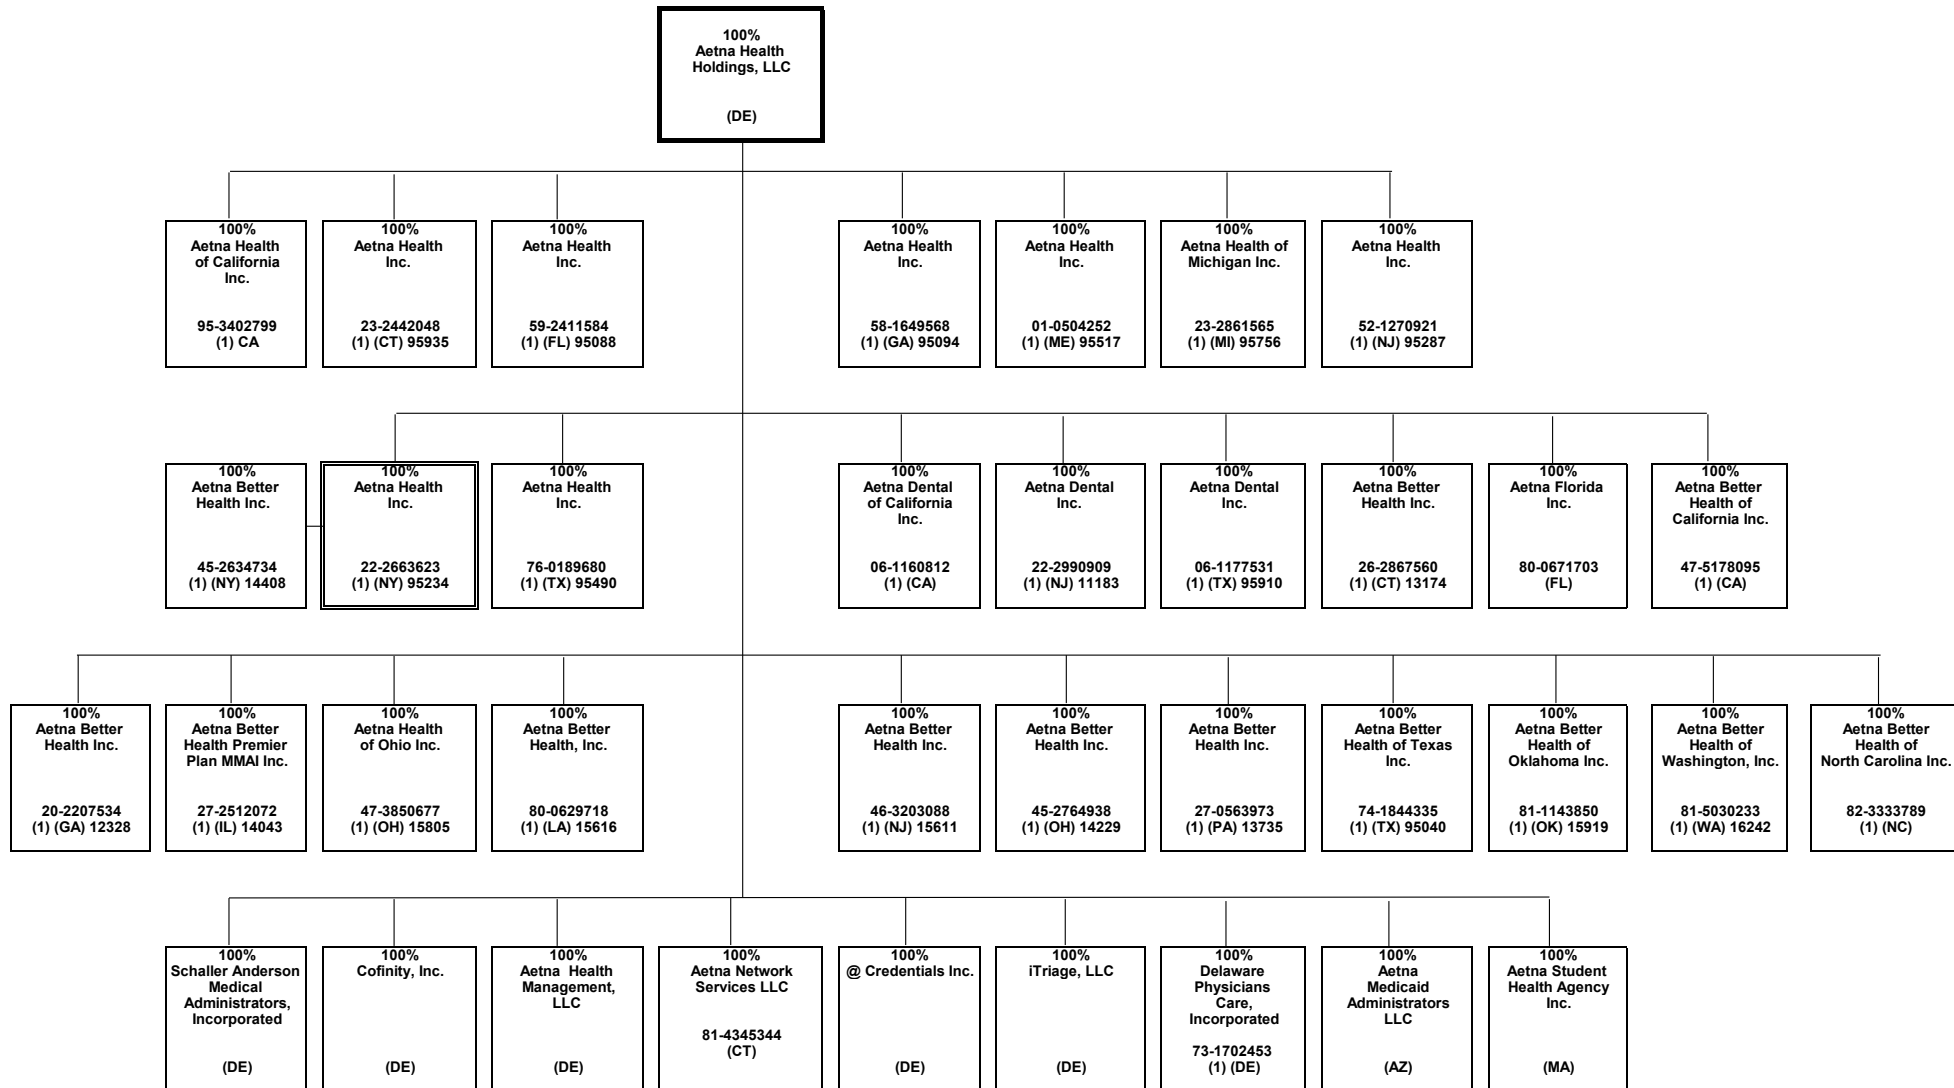 100%
Aetna Health
Holdings, LLC
(DE)
100%
Aetna Health
of California
Inc.
95-3402799
(1) CA
100%
Aetna Health
Inc.
23-2442048
(1) (CT) 95935
100%
Aetna Health
Inc.
59-2411584
(1) (FL) 95088
100%
Aetna Health
Inc.
58-1649568
(1) (GA) 95094
100%
Aetna Health
Inc.
01-0504252
(1) (ME) 95517
100%
Aetna Health of
Michigan Inc.
23-2861565
(1) (MI) 95756
100%
Aetna Health
Inc.
52-1270921
(1) (NJ) 95287
100%
Aetna Better
Health Inc.
45-2634734
(1) (NY) 14408
100%
Aetna Health
Inc.
22-2663623
(1) (NY) 95234
100%
Aetna Health
Inc.
76-0189680
(1) (TX) 95490
100%
Aetna Dental
of California
Inc.
06-1160812
(1) (CA)
100%
Aetna Dental
Inc.
22-2990909
(1) (NJ) 11183
100%
Aetna Dental
Inc.
06-1177531
(1) (TX) 95910
100%
Aetna Better
Health Inc.
26-2867560
(1) (CT) 13174
100%
Aetna Florida
Inc.
80-0671703
(FL)
100%
Aetna Better
Health of
California Inc.
47-5178095
(1) (CA)
100%
Aetna Better
Health Inc.
20-2207534
(1) (GA) 12328
100%
Aetna Better
Health Premier
Plan MMAI Inc.
27-2512072
(1) (IL) 14043
100%
Aetna Health
of Ohio Inc.
47-3850677
(1) (OH) 15805
100%
Aetna Better
Health, Inc.
80-0629718
(1) (LA) 15616
100%
Aetna Better
Health Inc.
46-3203088
(1) (NJ) 15611
100%
Aetna Better
Health Inc.
45-2764938
(1) (OH) 14229
100%
Aetna Better
Health Inc.
27-0563973
(1) (PA) 13735
100%
Aetna Better
Health of Texas
Inc.
74-1844335
(1) (TX) 95040
100%
Aetna Better
Health of
Oklahoma Inc.
81-1143850
(1) (OK) 15919
100%
Aetna Better
Health of
Washington, Inc.
81-5030233
(1) (WA) 16242
100%
Aetna Better
Health of
North Carolina Inc.
82-3333789
(1) (NC)
100%
Schaller Anderson
Medical
Administrators,
Incorporated
(DE)
100%
Cofinity, Inc.
(DE)
100%
Aetna Health
Management,
LLC
(DE)
100%
Aetna Network
Services LLC
81-4345344
(CT)
100%
@ Credentials Inc.
(DE)
100%
iTriage, LLC
(DE)
100%
Delaware
Physicians
Care,
Incorporated
73-1702453
(1) (DE)
100%
Aetna
Medicaid
Administrators
LLC
(AZ)
100%
Aetna Student
Health Agency
Inc.
(MA)